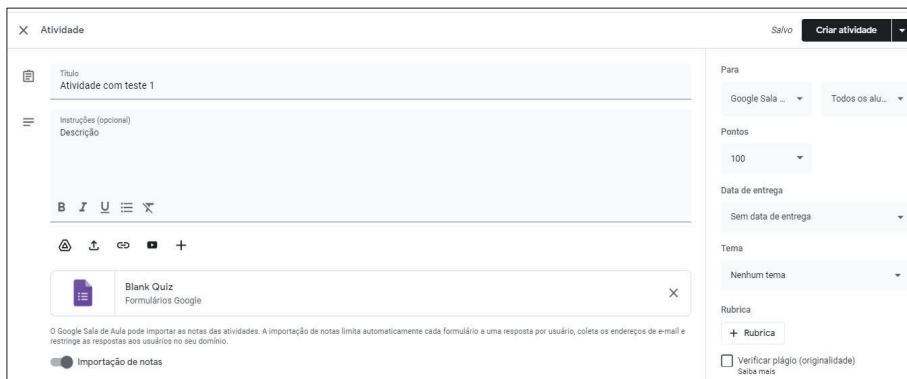 Atividade
Salvo
Criar atividade
Título
Atividade com teste 1
Instruções (opcional)
Descrição
B I U
Blank Quiz
Formulários Google
O Google Sala de Aula pode importar as notas das atividades. A importação de notas limita automaticamente cada formulário a uma resposta por usuário, coleta os endereços de e-mail e
restringe as respostas aos usuários no seu domínio.
Importação de notas
Para
Google Sala ...
Todos os alu...
Pontos
100
Data de entrega
Sem data de entrega
Tema
Nenhum tema
Rubrica
+ Rubrica
Verificar plágio (originalidade)
Saiba mais